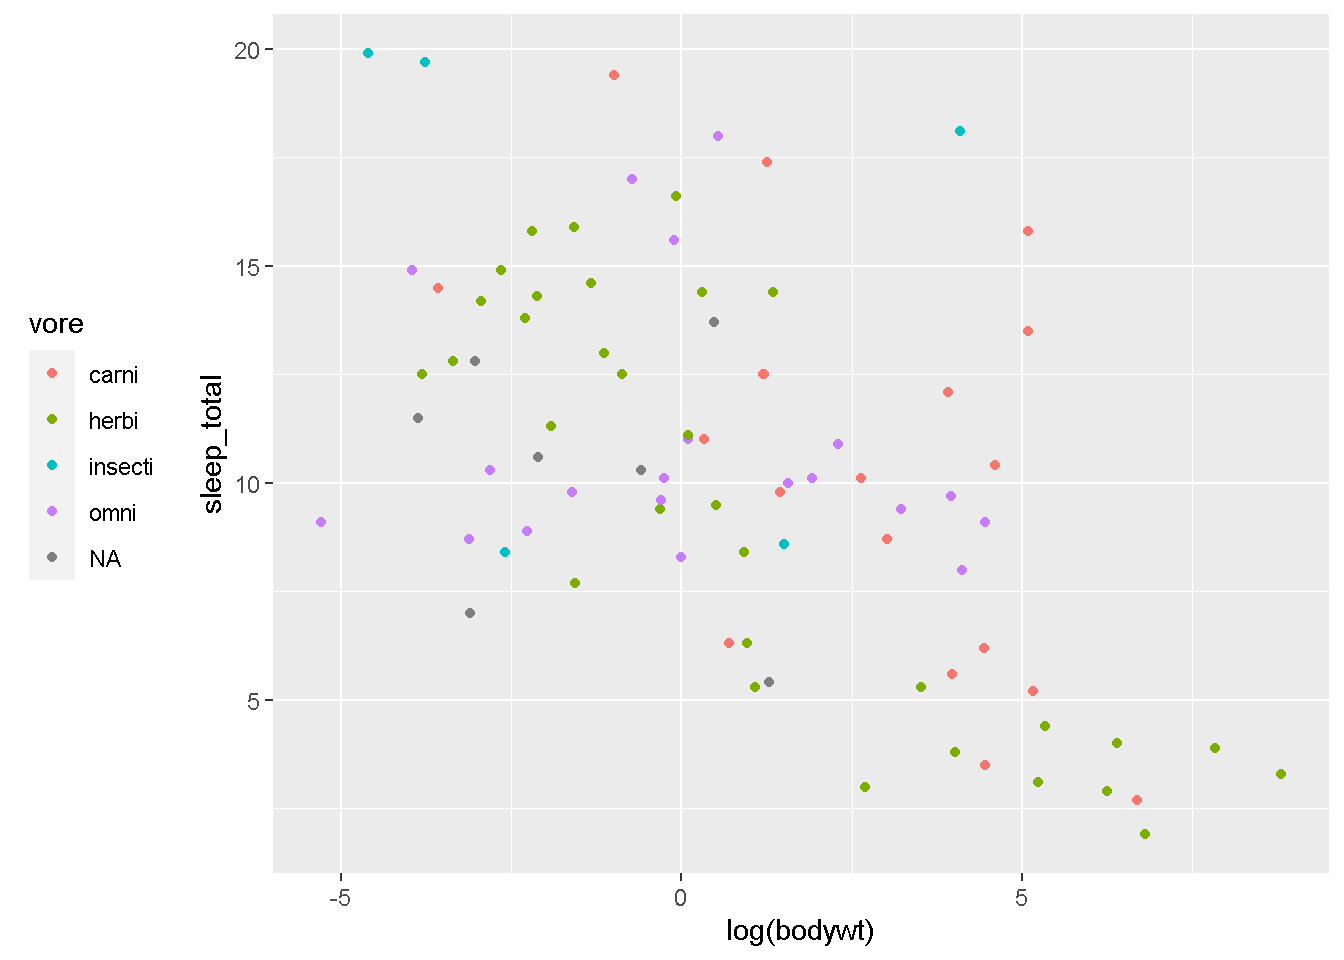 vore
carni
herbi
insecti
omni
NA
sleep_total
20
15
10
5
-5
0
5
log(bodywt)